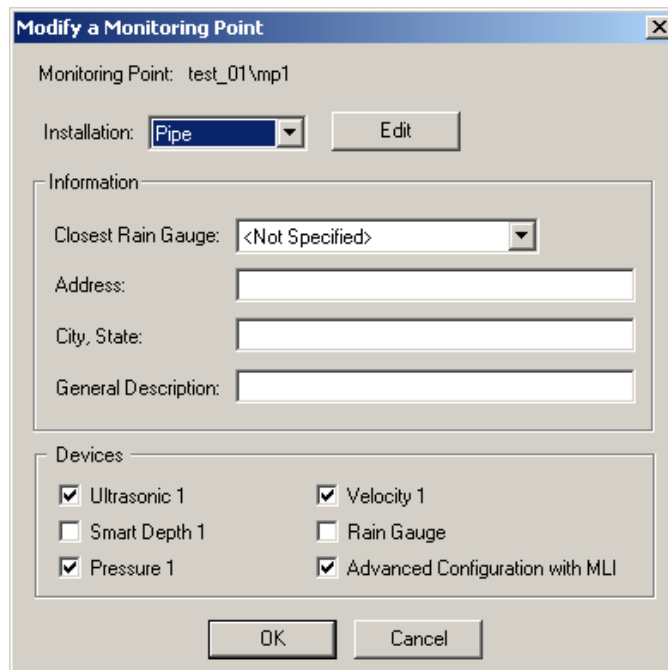 Modify a Monitoring Point
Monitoring Point: test_01\mp1
Installation: Pipe Edit
Information
Closest Rain Gauge: <Not Specified>
Address:
City, State:
General Description:
Devices
Ultrasonic 1 Velocity 1
Smart Depth 1 Rain Gauge
Pressure 1 Advanced Configuration with MLI
OK Cancel